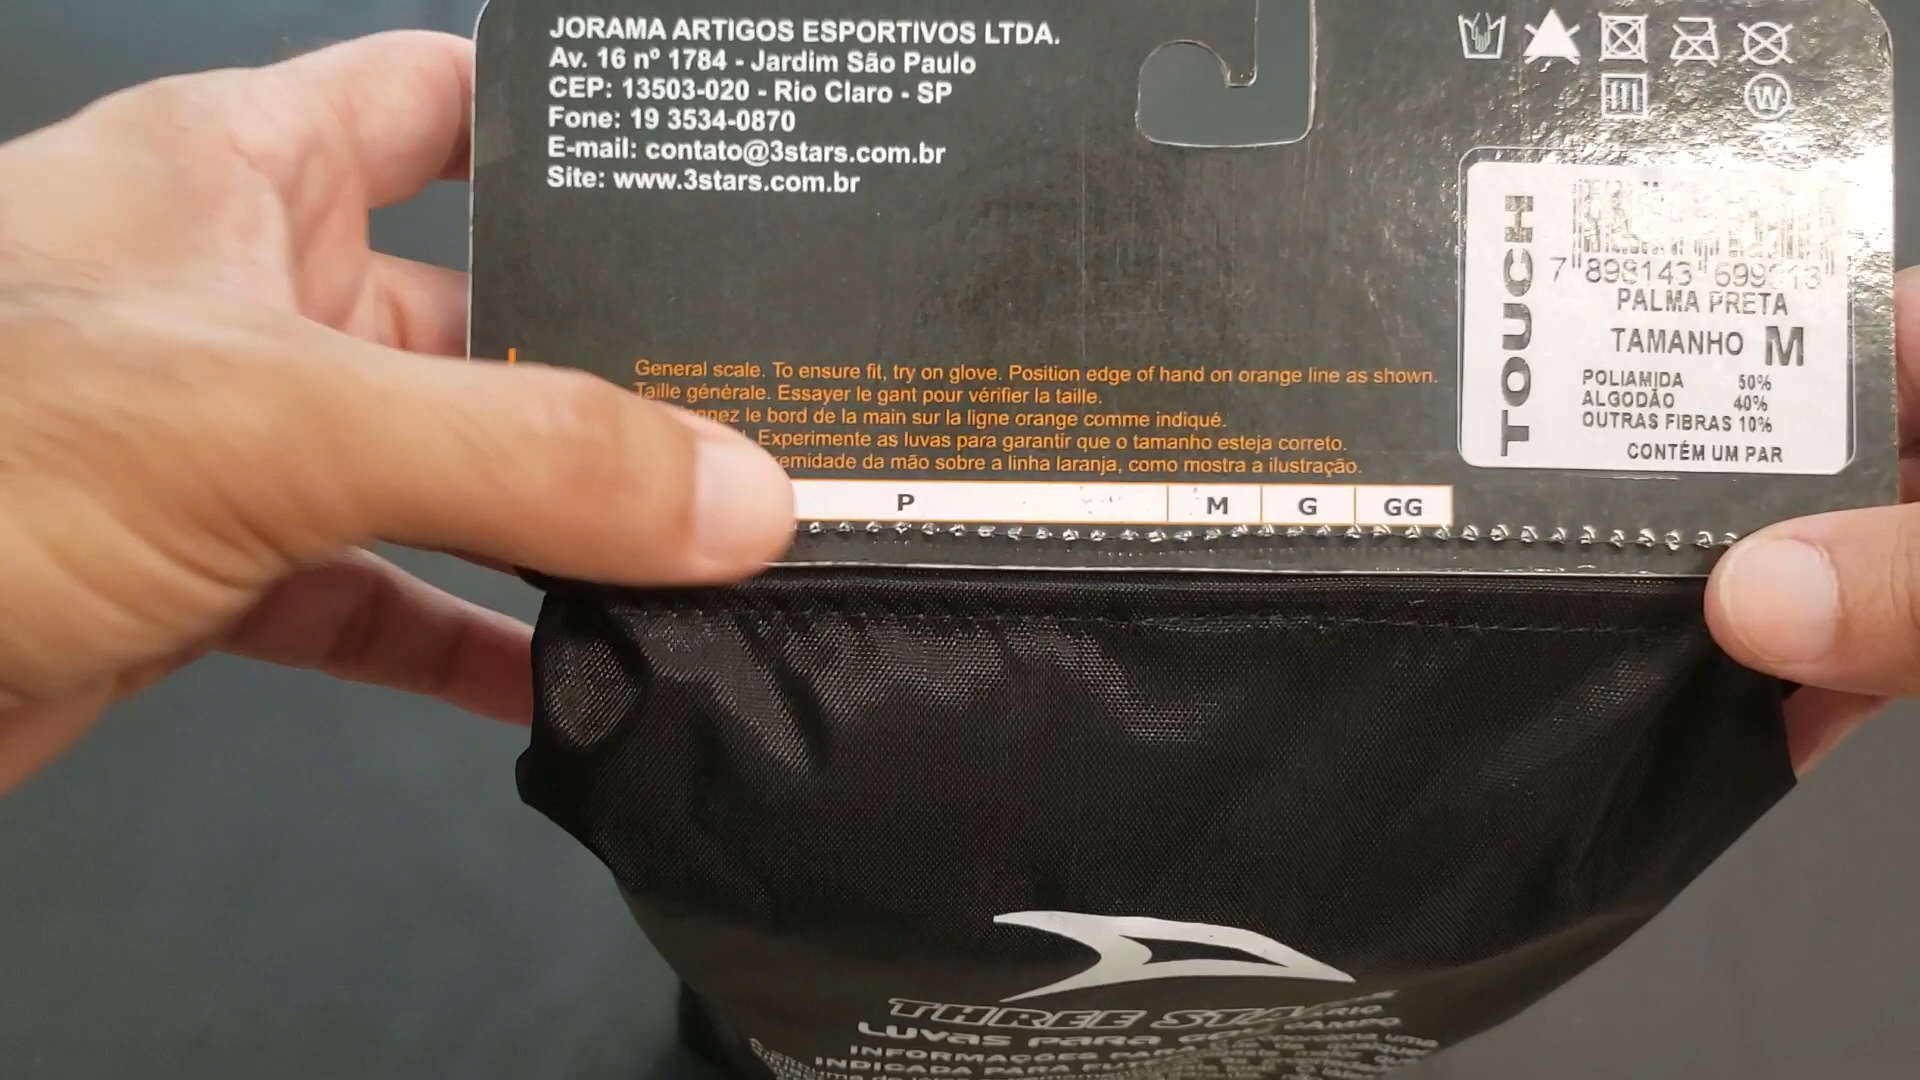 JORAMA ARTIGOS ESPORTIVOS LTDA.
Av. 16 nº 1784 - Jardim São Paulo
CEP: 13503-020 - Rio Claro - SP
Fone: 19 3534-0870
E-mail: contato@3stars.com.br
Site: www.3stars.com.br
W
TOUCH
7 898143
PALMA PRETA
TAMANHO M
POLIAMIDA 50%
ALGODÃO 40%
OUTRAS FIBRAS 10%
CONTÉM UM PAR
General scale. To ensure fit, try on glove. Position edge of hand on orange line as shown.
Taille générale. Essayer le gant pour vérifier la taille.
le bord de la main sur la ligne orange comme indiqué.
Experimente as luvas para garantir que o tamanho esteja correto.
da mão sobre a linha laranja, como mostra a ilustração.
P M G GG
THREE
Luvas para
CAMPO
INFORMAÇÕES
INDICADA PARA